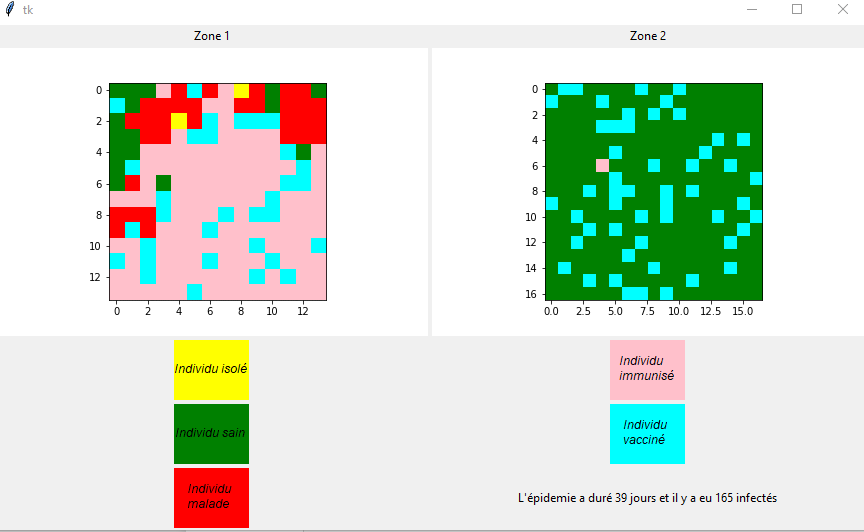 tk
Zone 1
Zone 2
0
2
4
6
8
10
12
0 2 4 6 8 10 12
0
2
4
6
8
10
12
14
16
0.0 2.5 5.0 7.5 10.0 12.5 15.0
Individu isolé
Individu
immunisé
Individu sain
Individu
vacciné
Individu
malade
L'épidemie a duré 39 jours et il y a eu 165 infectés